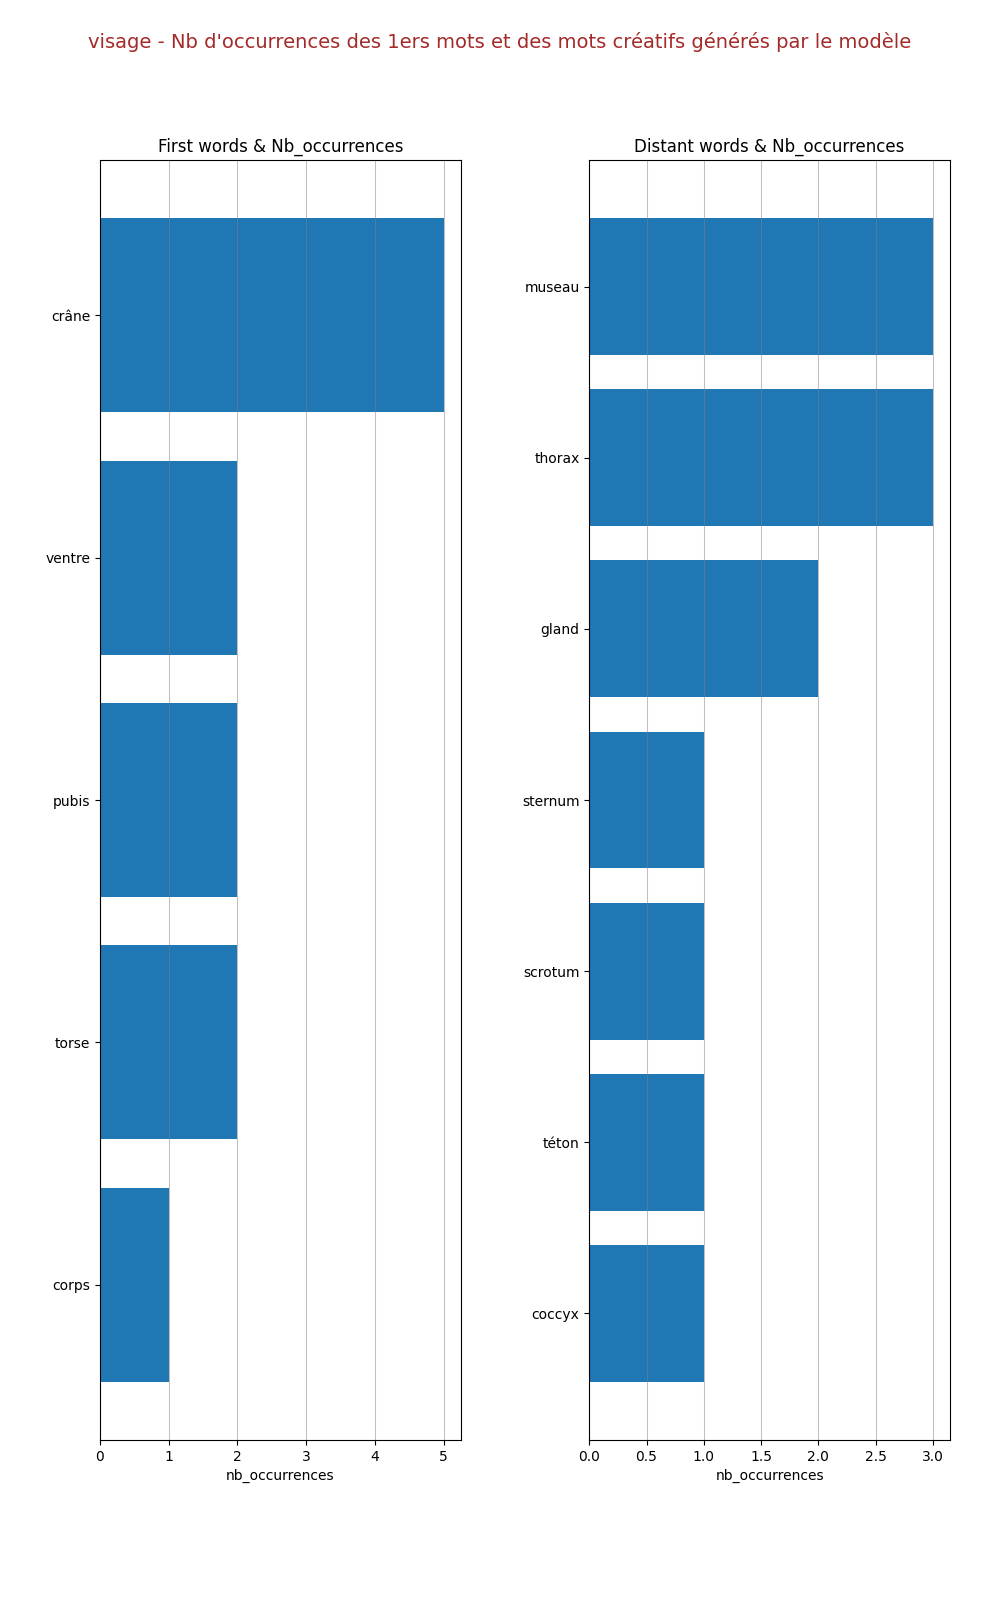 visage - Nb d'occurrences des 1ers mots et des mots créatifs générés par le modèle
First words & Nb_occurrences
crâne
ventre
pubis
torse
corps
0 1 2 3 4 5
nb_occurrences
Distant words & Nb_occurrences
museau
thorax
gland
sternum
scrotum
téton
coccyx
0.0 0.5 1.0 1.5 2.0 2.5 3.0
nb_occurrences